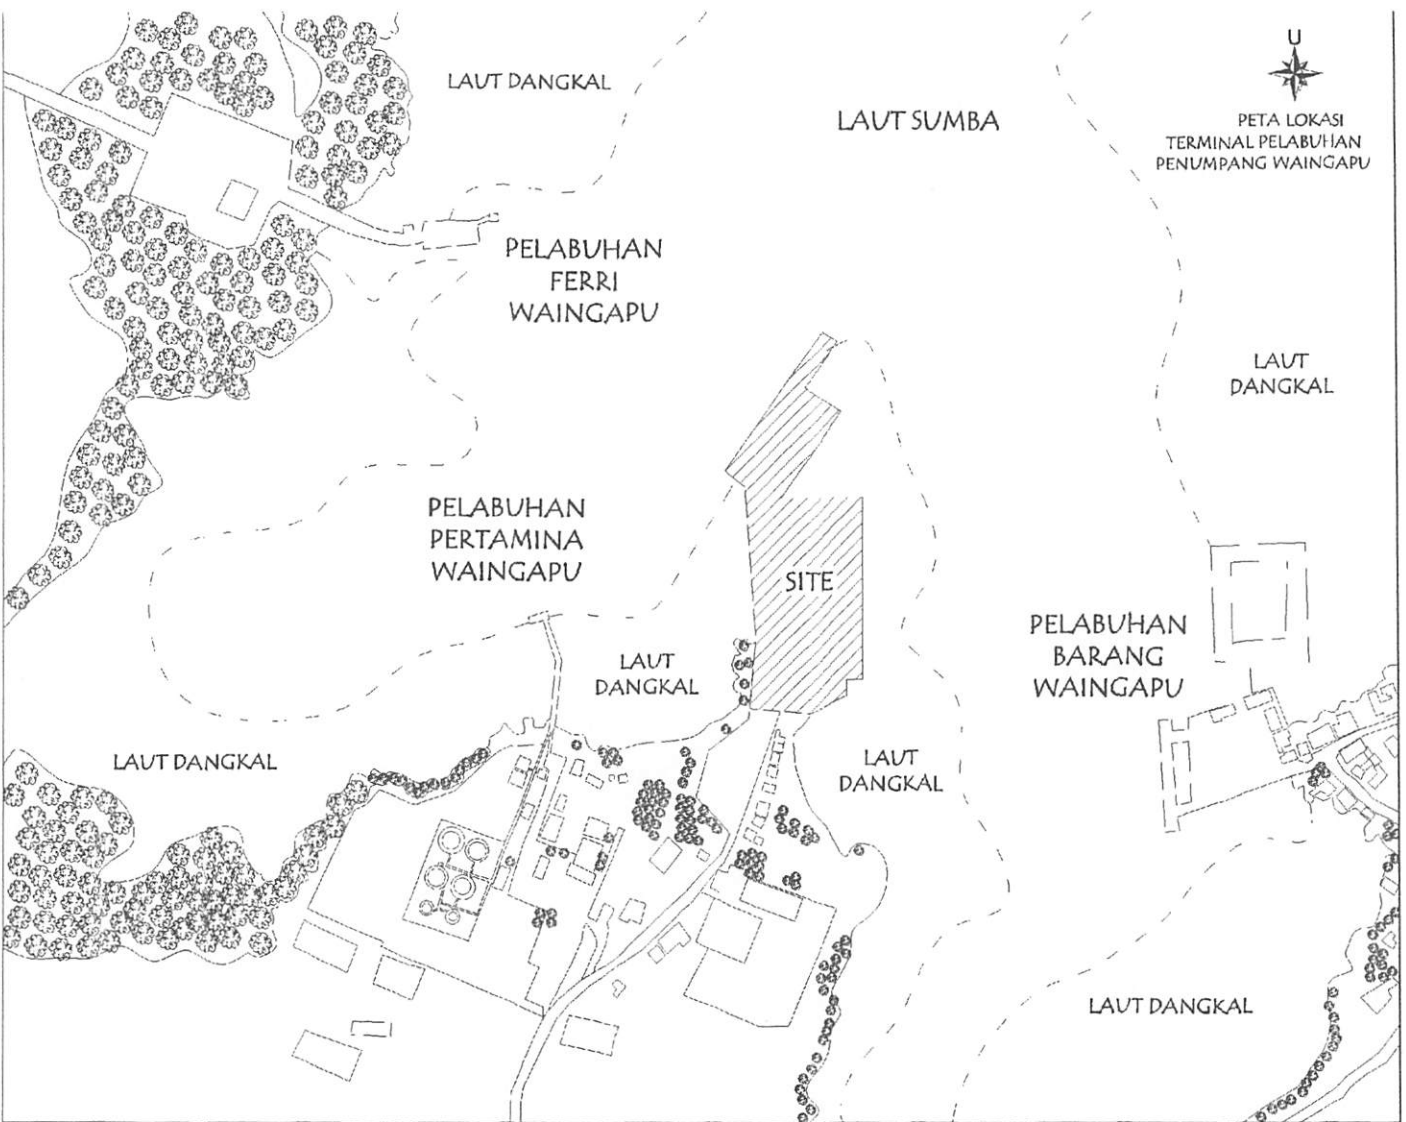 U
PETA LOKASI
TERMINAL PELABUHAN
PENUMPANG WAINGAPU
LAUT DANGKAL
LAUT SUMBA
PELABUHAN
FERRI
WAINGAPU
LAUT
DANGKAL
PELABUHAN
PERTAMINA
WAINGAPU
SITE
PELABUHAN
BARANG
WAINGAPU
LAUT
DANGKAL
LAUT DANGKAL
LAUT
DANGKAL
LAUT DANGKAL